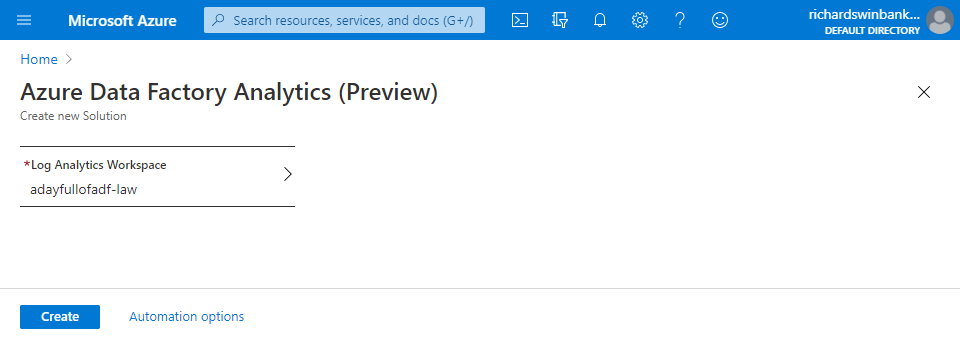 Microsoft Azure
Search resources, services, and docs (G+/)
richardswinbank...
DEFAULT DIRECTORY
Home
Azure Data Factory Analytics (Preview)
Create new Solution
*Log Analytics Workspace
adayfullofadf-law
Create
Automation options